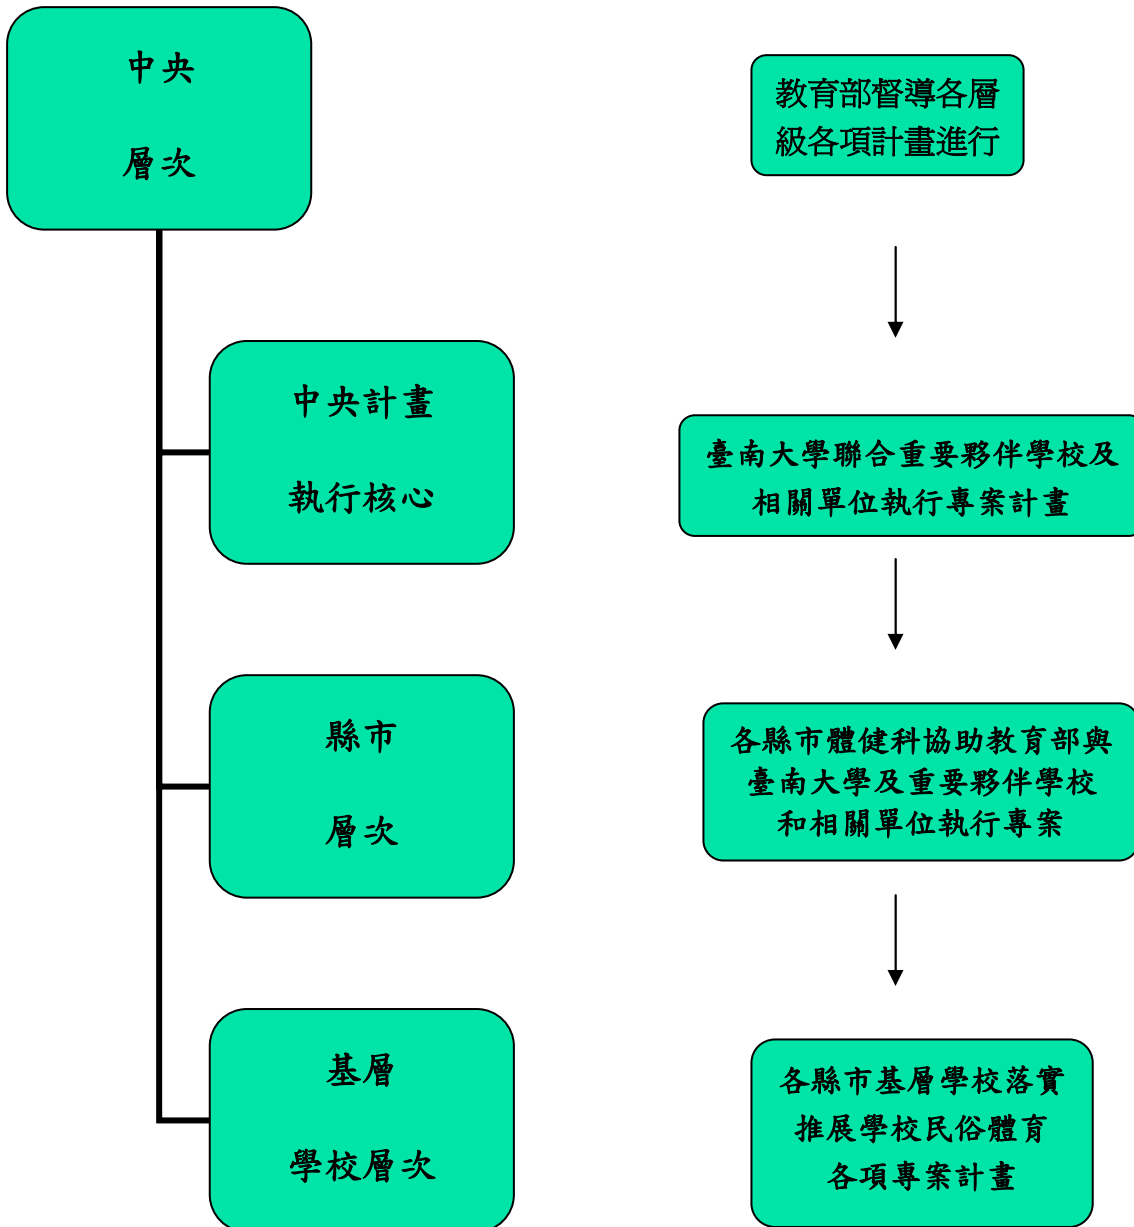 中央
層次
教育部督導各層
級各項計畫進行
中央計畫
執行核心
臺南大學聯合重要夥伴學校及
相關單位執行專案計畫
縣市
層次
各縣市體健科協助教育部與
臺南大學及重要夥伴學校
和相關單位執行專案
基層
學校層次
各縣市基層學校落實
推展學校民俗體育
各項專案計畫